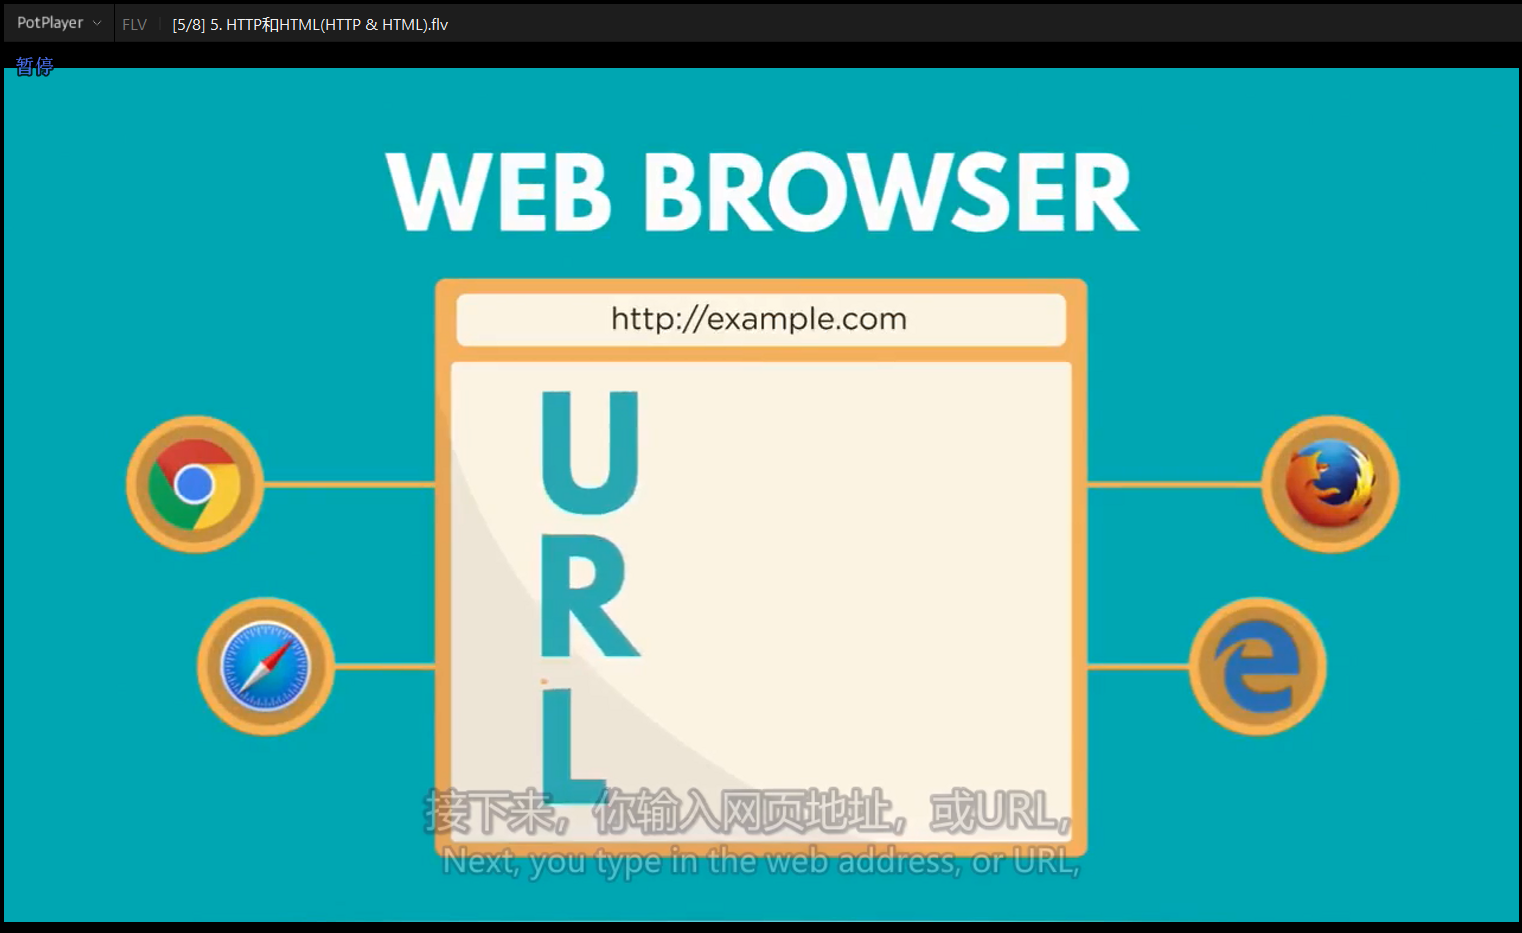 PotPlayer FLV [5/8] 5. HTTP和HTML(HTTP & HTML).flv
暂停
WEB BROWSER
http://example.com
U
R
L
接下来，你输入网页地址，或URL，
Next, you type in the web address, or URL,